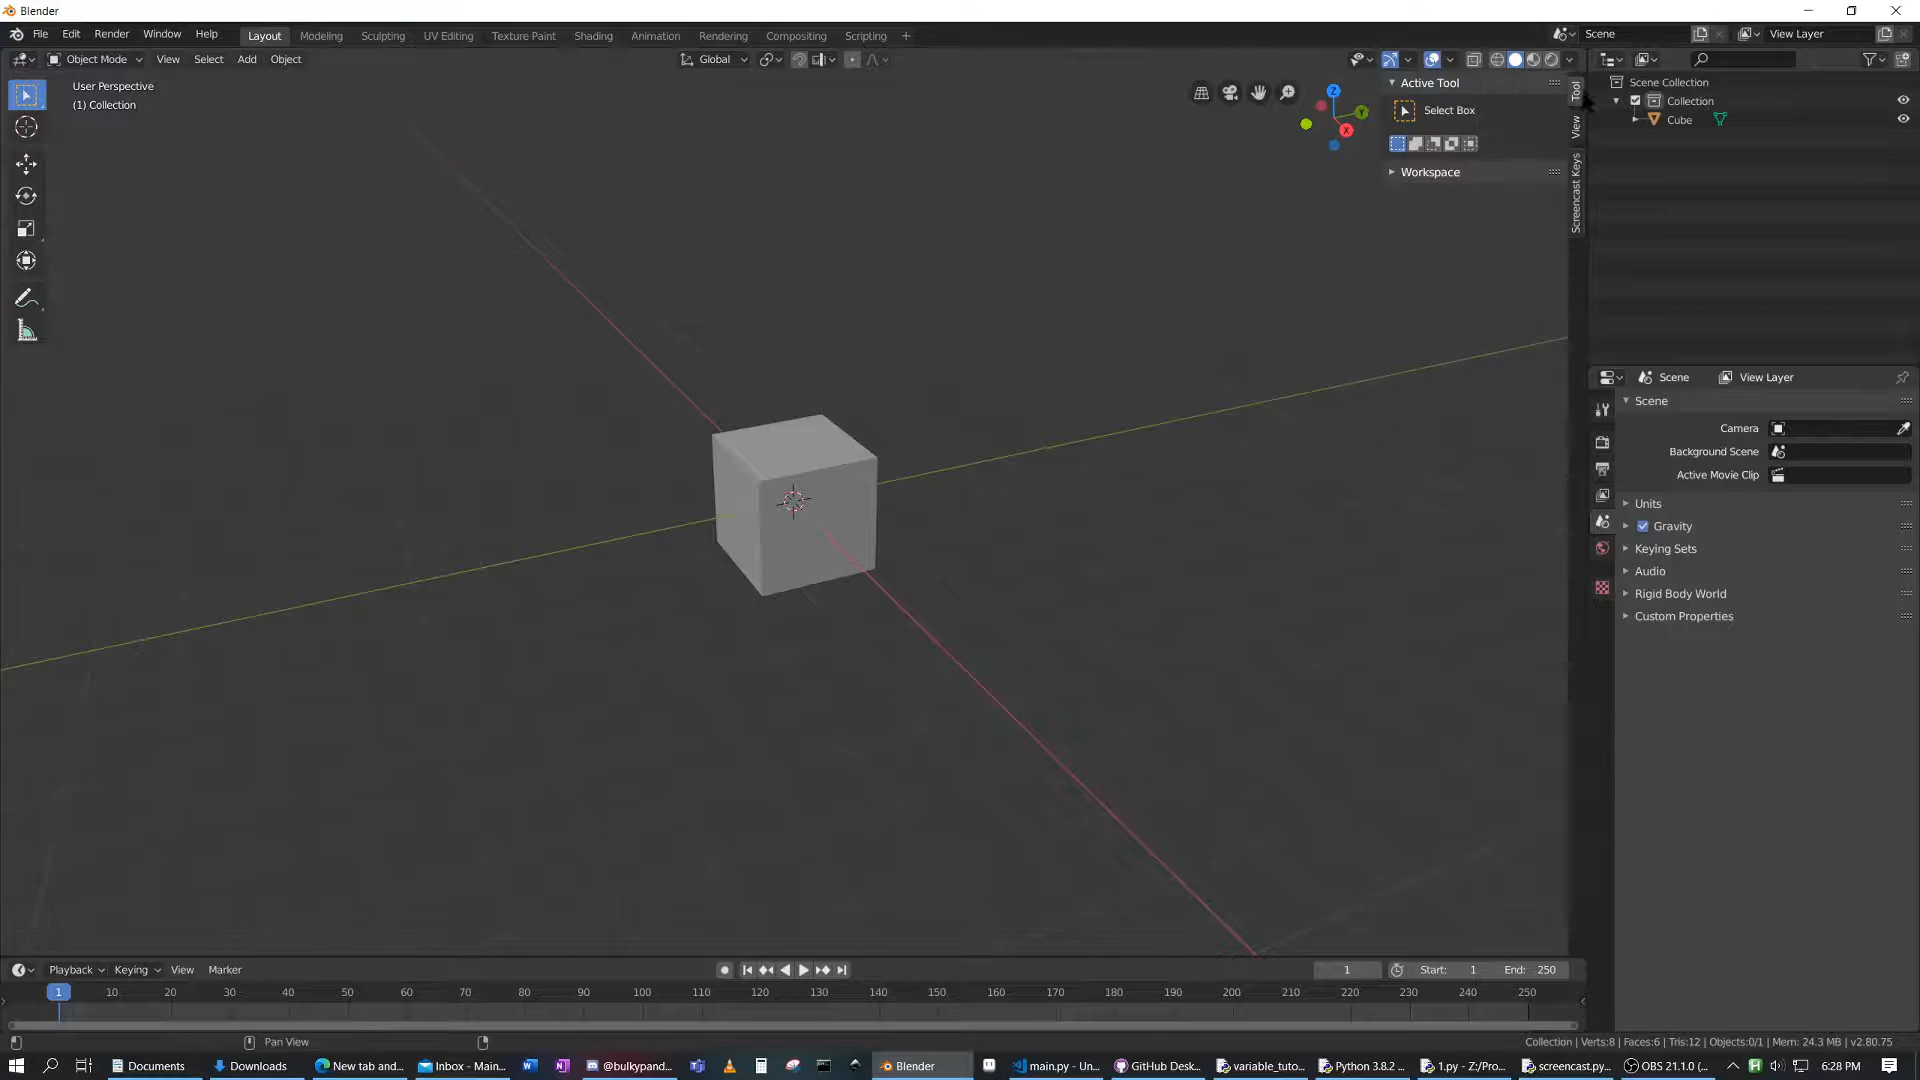 Blender
File Edit Render Window Help Layout Modeling Sculpting UV Editing Texture Paint Shading Animation Rendering Compositing Scripting + Scene View Layer
Object Mode View Select Add Object Global
User Perspective
(1) Collection
Z
Y
X
Active Tool
Select Box
Workspace
Tool
View
Screencast Keys
Scene Collection
Collection
Cube
Scene View Layer
Scene
Camera
Background Scene
Active Movie Clip
Units
Gravity
Keying Sets
Audio
Rigid Body World
Custom Properties
Playback Keying View Marker 1 Start: 1 End: 250
1 10 20 30 40 50 60 70 80 90 100 110 120 130 140 150 160 170 180 190 200 210 220 230 240 250
Pan View
Collection | Verts:8 | Faces:6 | Tris:12 | Objects:0/1 | Mem: 24.3 MB | v2.80.75
Documents Downloads New tab and... Inbox - Main... @bulkypand... Blender main.py - Un... GitHub Desk... variable_tuto... Python 3.8.2 ... 1.py - Z:/Pro... screencast.py... OBS 21.1.0 (... 6:28 PM